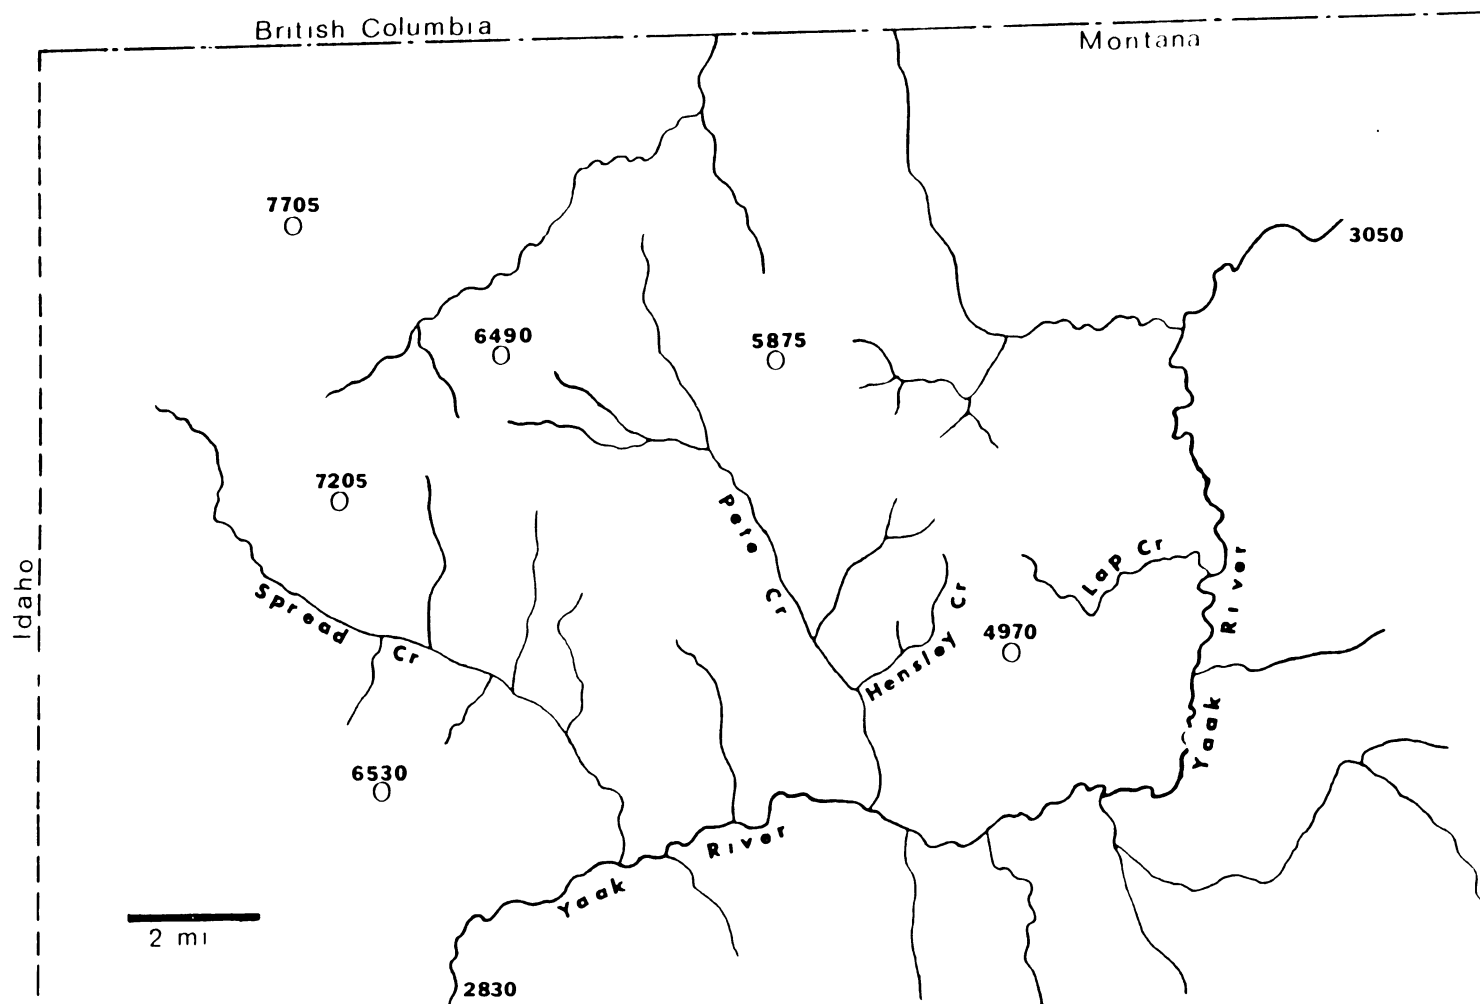 British Columbia
Montana
7705
3050
6490
5875
7205
Pete Cr
Lap Cr
River
Idaho
Spread Cr
Hensley Cr
4970
Yaak
6530
River
Yaak
2 mi
2830